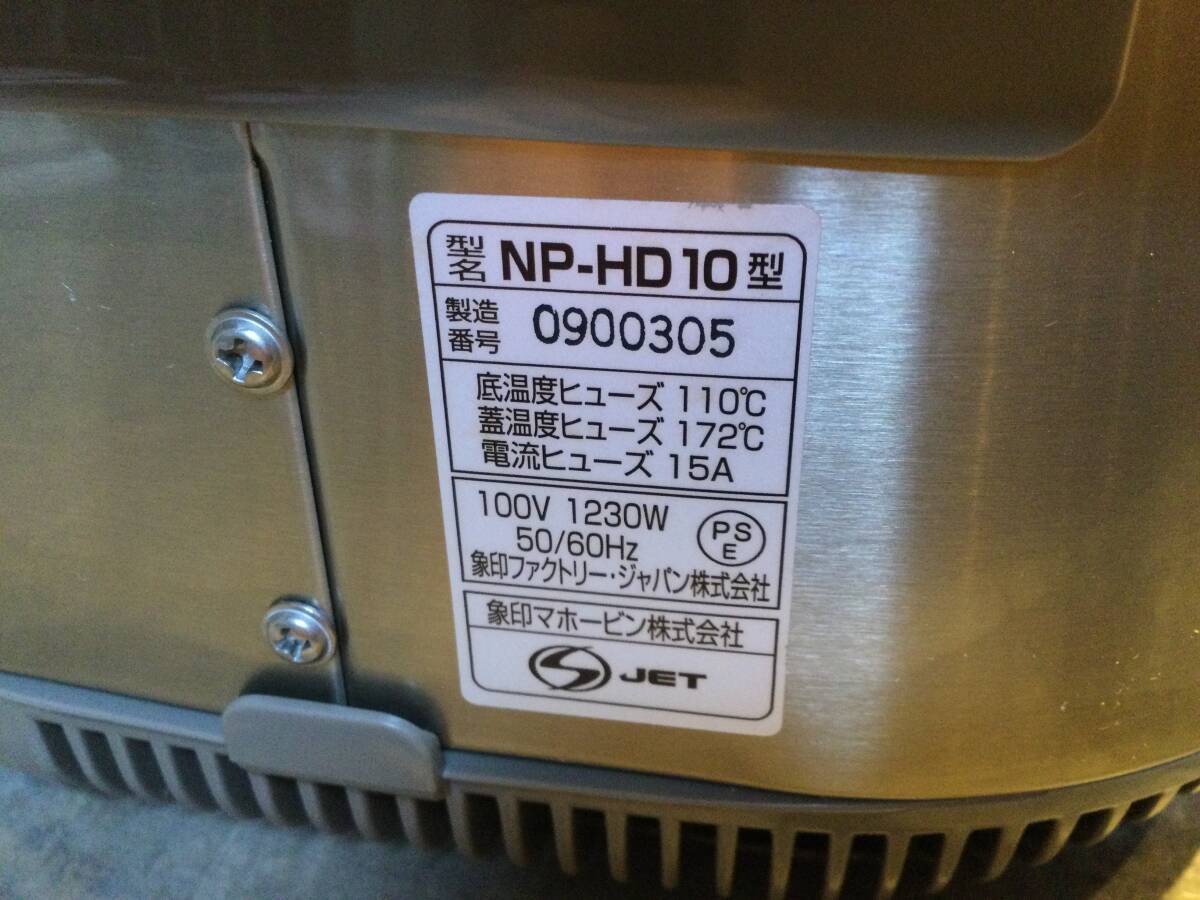 型名 NP-HD10型
製造番号 0900305
底温度ヒューズ 110℃
蓋温度ヒューズ 172℃
電流ヒューズ 15A
100V 1230W
50/60Hz
PSE
象印ファクトリー・ジャパン株式会社
象印マホービン株式会社
S JET